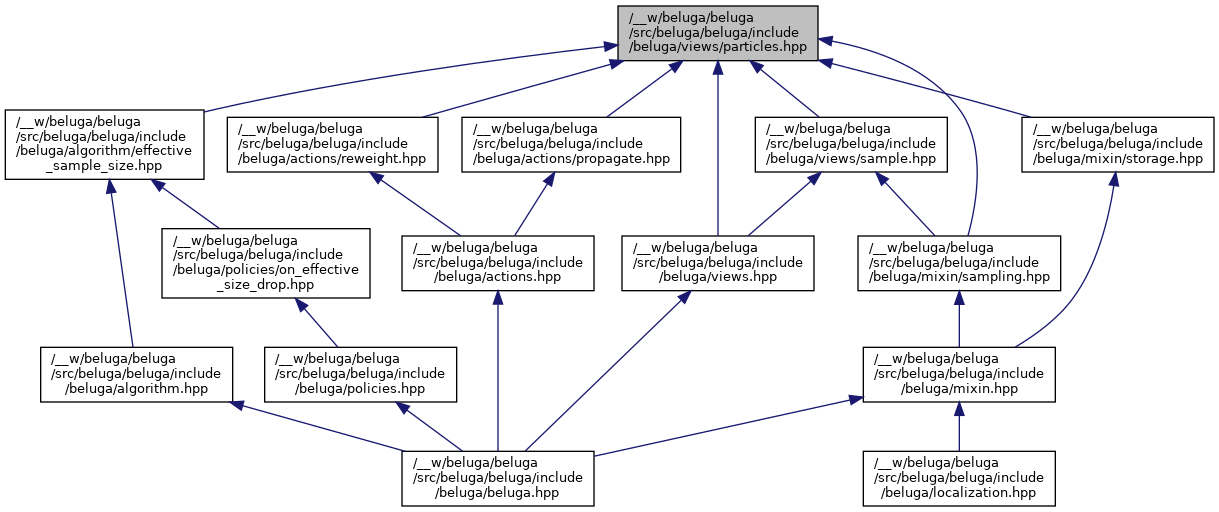 /__w/beluga/beluga
/src/beluga/beluga/include
/beluga/views/particles.hpp
/__w/beluga/beluga
/src/beluga/beluga/include
/beluga/algorithm/effective
_sample_size.hpp
/__w/beluga/beluga
/src/beluga/beluga/include
/beluga/actions/reweight.hpp
/__w/beluga/beluga
/src/beluga/beluga/include
/beluga/actions/propagate.hpp
/__w/beluga/beluga
/src/beluga/beluga/include
/beluga/views/sample.hpp
/__w/beluga/beluga
/src/beluga/beluga/include
/beluga/mixin/storage.hpp
/__w/beluga/beluga
/src/beluga/beluga/include
/beluga/policies/on_effective
_size_drop.hpp
/__w/beluga/beluga
/src/beluga/beluga/include
/beluga/actions.hpp
/__w/beluga/beluga
/src/beluga/beluga/include
/beluga/views.hpp
/__w/beluga/beluga
/src/beluga/beluga/include
/beluga/mixin/sampling.hpp
/__w/beluga/beluga
/src/beluga/beluga/include
/beluga/algorithm.hpp
/__w/beluga/beluga
/src/beluga/beluga/include
/beluga/policies.hpp
/__w/beluga/beluga
/src/beluga/beluga/include
/beluga/mixin.hpp
/__w/beluga/beluga
/src/beluga/beluga/include
/beluga/beluga.hpp
/__w/beluga/beluga
/src/beluga/beluga/include
/beluga/localization.hpp